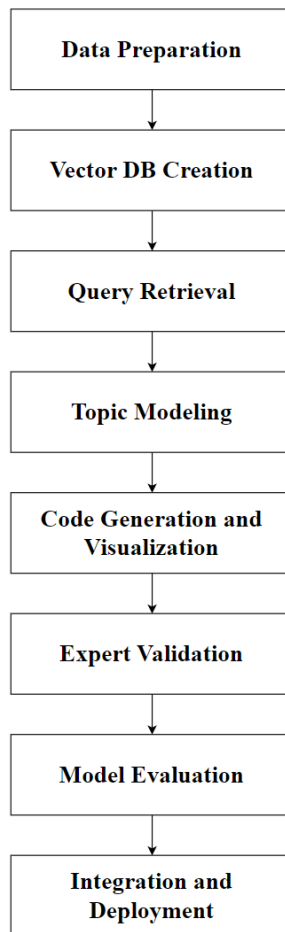 Data Preparation
Vector DB Creation
Query Retrieval
Topic Modeling
Code Generation and
Visualization
Expert Validation
Model Evaluation
Integration and
Deployment